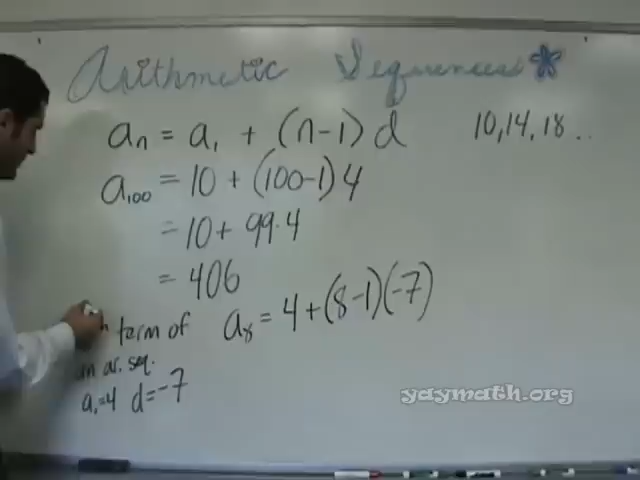 Arithmetic Sequences*
aₙ = a₁ + (n-1)d
10, 14, 18 ..
a₁₀₀ = 10 + (100-1)4
= 10 + 99·4
= 406
term of
a₈ = 4 + (8-1)(-7)
ar. seq.
a₁=4 d=-7
yaymath.org